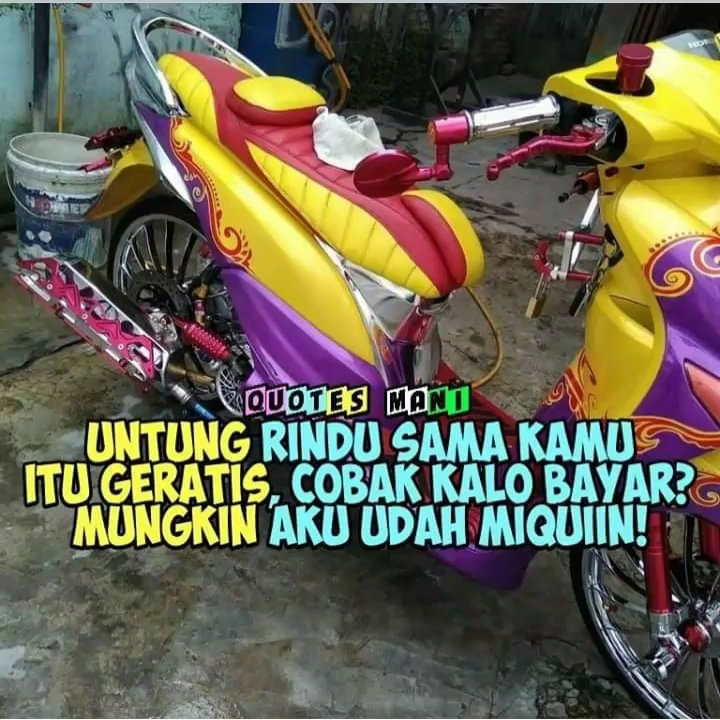 QUOTES MANI
UNTUNG RINDU SAMA KAMU
ITU GERATIS, COBAK KALO BAYAR?
MUNGKIN AKU UDAH MIQUIIN!